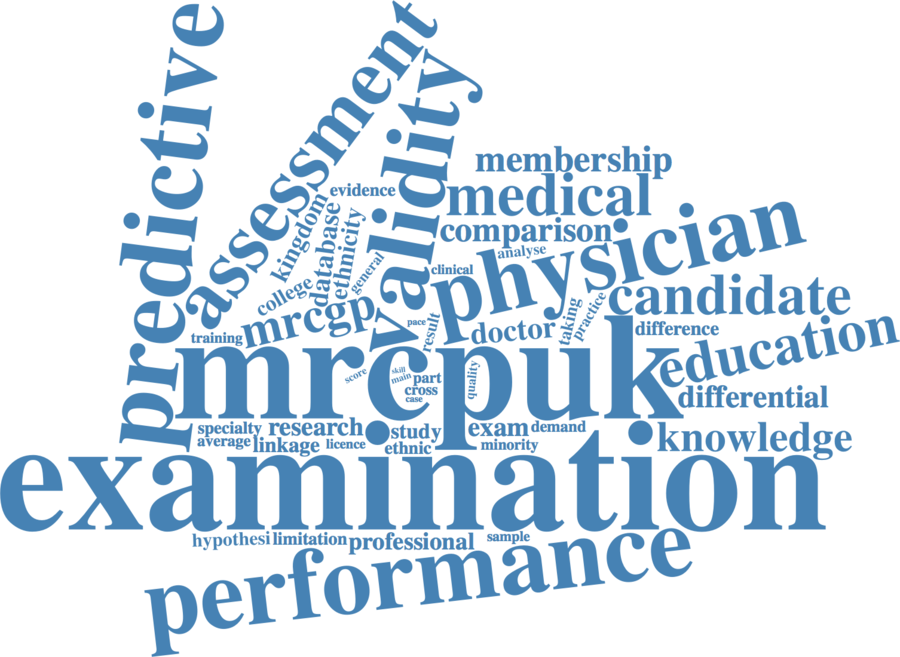 predictive
assessment
validity
membership
evidence
medical
kingdom
database
ethnicity
comparison
physician
analyse
general
clinical
college
candidate
mrcgp
pace
result
doctor
taking
practice
difference
training
mrcpuk
education
score
skill
main
part
quality
cross
case
differential
specialty
research
study
exam
demand
knowledge
average
linkage
licence
ethnic
minority
examination
hypothesi
limitation
professional
sample
performance